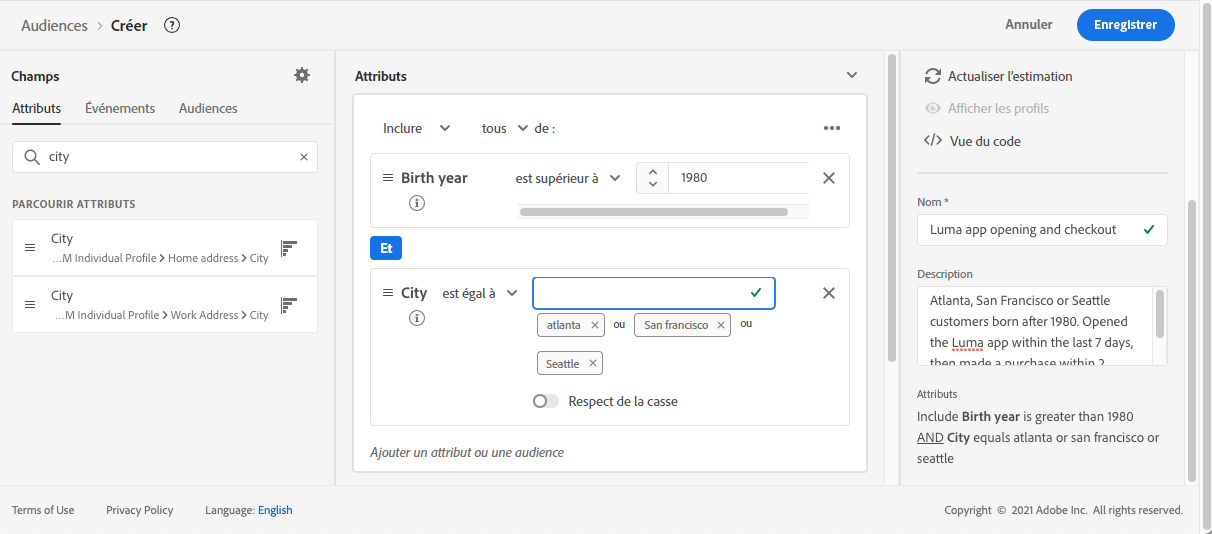 Audiences > Créer ?
Annuler
Enregistrer
Champs
Attributs Événements Audiences
city
PARCOURIR ATTRIBUTS
City
...M Individual Profile > Home address > City
City
...M Individual Profile > Work Address > City
Attributs
Inclure tous de :
Birth year est supérieur à 1980
Et
City est égal à
atlanta ou San francisco ou
Seattle
Respect de la casse
Ajouter un attribut ou une audience
Actualiser l'estimation
Afficher les profils
</> Vue du code
Nom *
Luma app opening and checkout
Description
Atlanta, San Francisco or Seattle
customers born after 1980. Opened
the Luma app within the last 7 days,
then made a purchase within 2
Attributs
Include Birth year is greater than 1980
AND City equals atlanta or san francisco or
seattle
Terms of Use Privacy Policy Language: English
Copyright © 2021 Adobe Inc. All rights reserved.